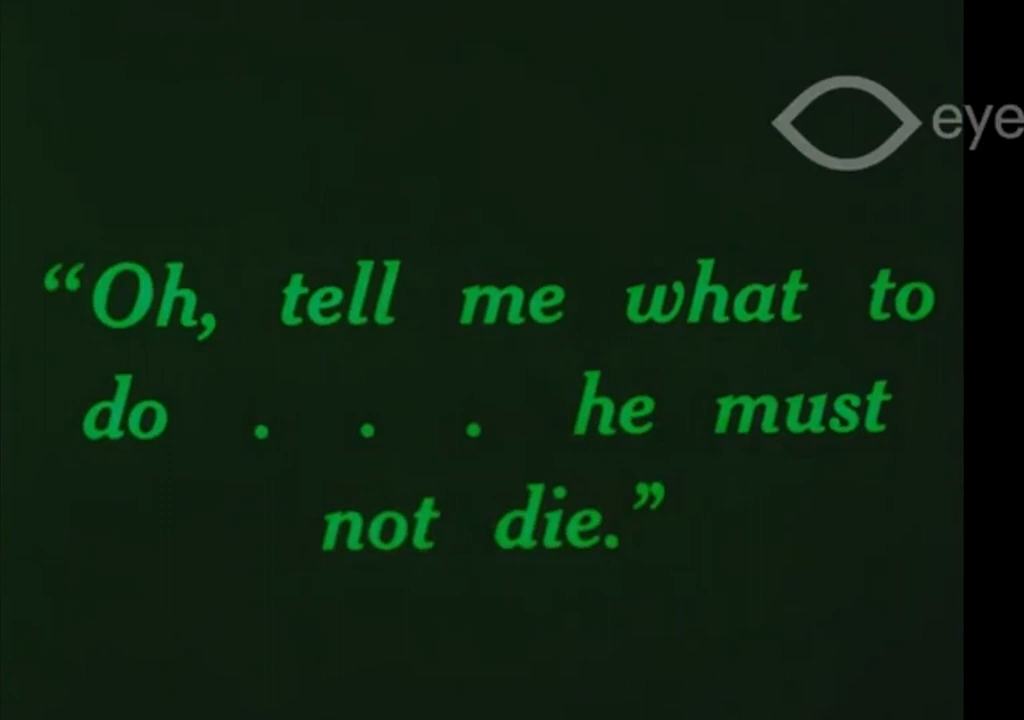 eye
“Oh, tell me what to
do . . . he must
not die.”